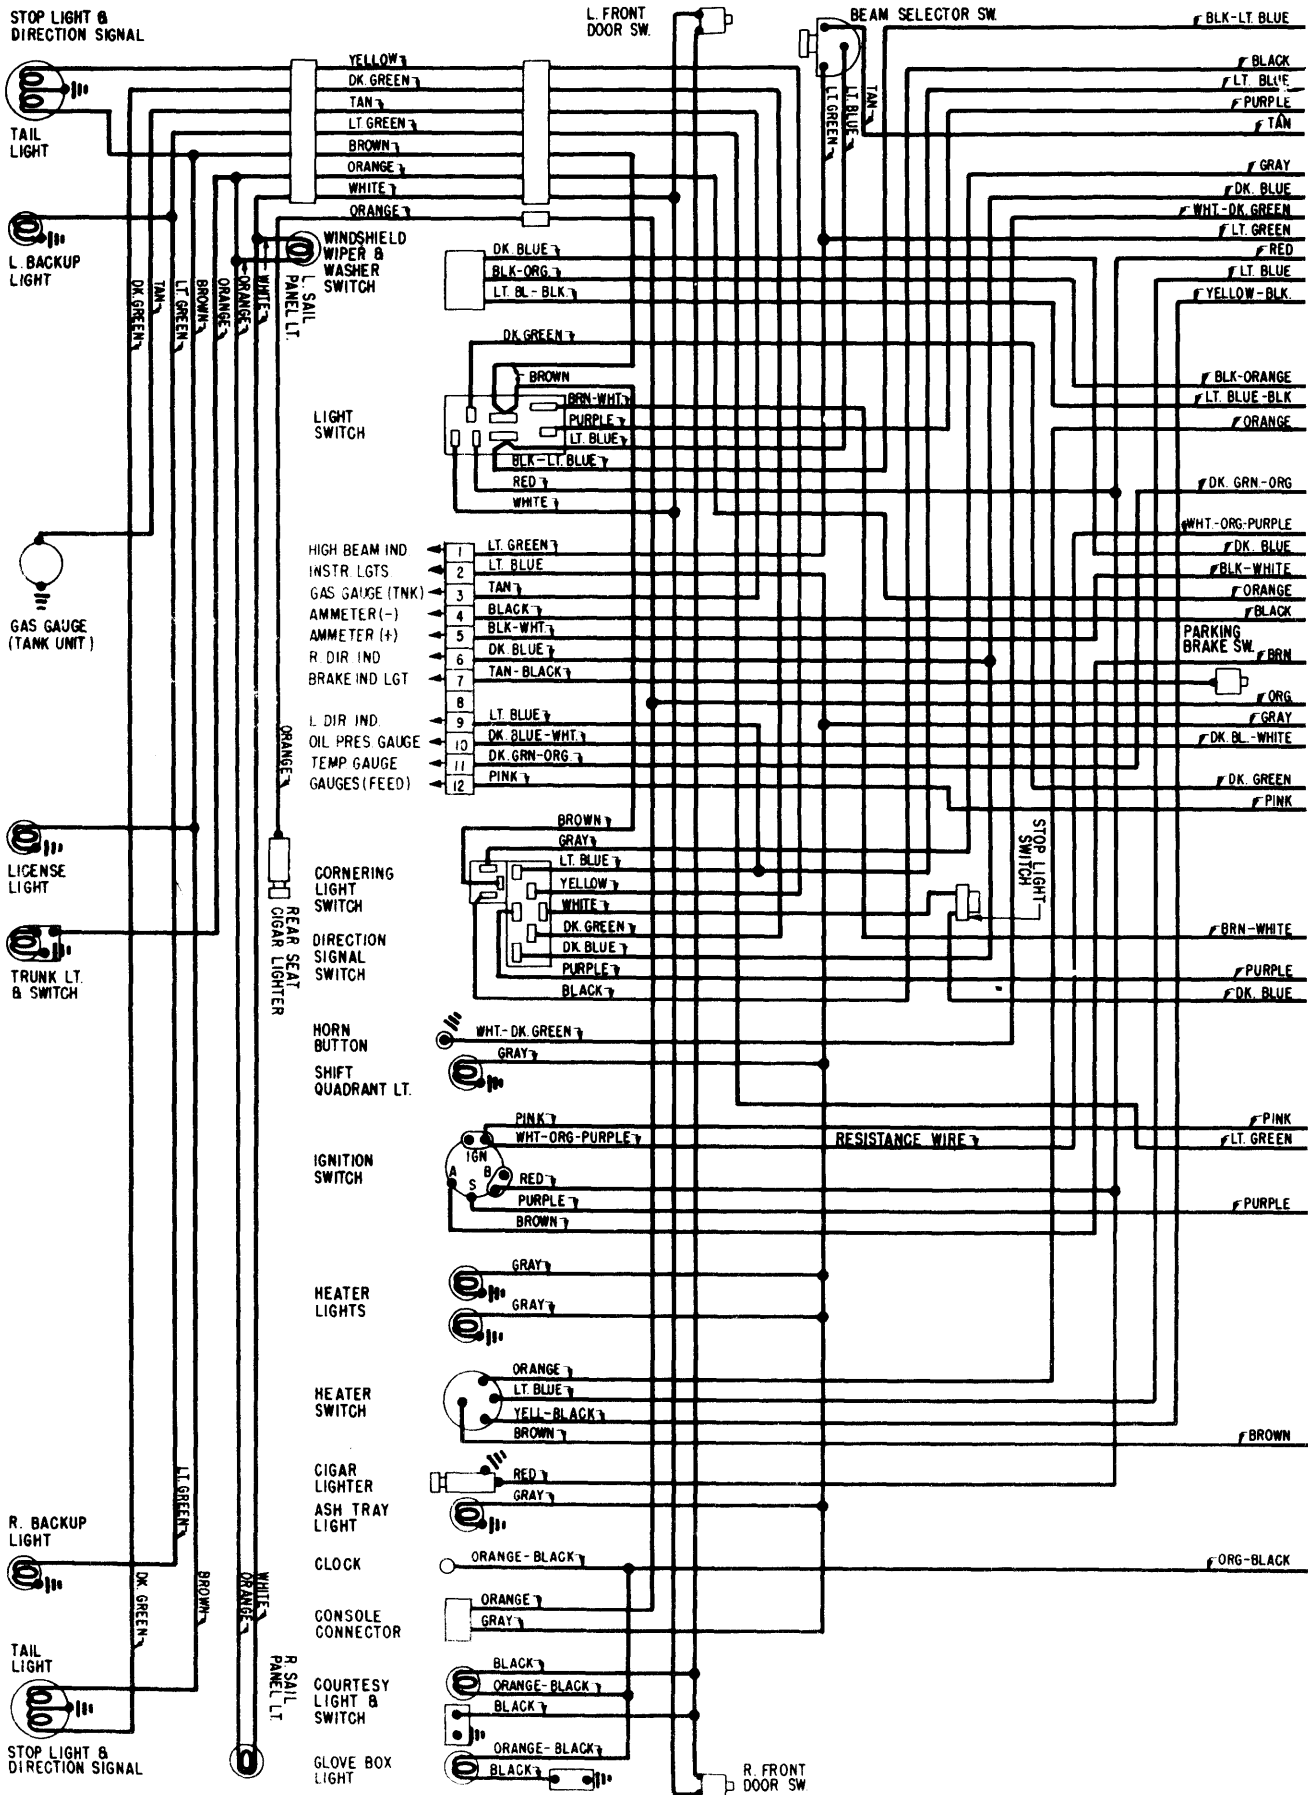 STOP LIGHT &
DIRECTION SIGNAL
TAIL
LIGHT
L. BACKUP
LIGHT
GAS GAUGE
(TANK UNIT)
LICENSE
LIGHT
TRUNK LT.
& SWITCH
R. BACKUP
LIGHT
TAIL
LIGHT
STOP LIGHT &
DIRECTION SIGNAL
YELLOW
DK. GREEN
TAN
LT GREEN
BROWN
ORANGE
WHITE
ORANGE
DK. GREEN
TAN
LT GREEN
BROWN
ORANGE
ORANGE
WHITE
L. SAIL
PANEL LT.
ORANGE
REAR SEAT
CIGAR LIGHTER
LT. GREEN
DK. GREEN
BROWN
ORANGE
WHITE
R. SAIL
PANEL LT.
L. FRONT
DOOR SW.
BEAM SELECTOR SW.
LT GREEN
LT. BLUE
TAN
WINDSHIELD
WIPER &
WASHER
SWITCH
DK. BLUE
BLK-ORG.
LT. BL-BLK.
LIGHT
SWITCH
DK. GREEN
BROWN
BRN-WHT.
PURPLE
LT. BLUE
BLK-LT. BLUE
RED
WHITE
HIGH BEAM IND. 1 LT. GREEN
INSTR. LGTS 2 LT. BLUE
GAS GAUGE (TNK) 3 TAN
AMMETER (-) 4 BLACK
AMMETER (+) 5 BLK-WHT.
R. DIR. IND 6 DK. BLUE
BRAKE IND LGT 7 TAN-BLACK
8
L DIR IND. 9 LT. BLUE
OIL PRES. GAUGE 10 DK. BLUE-WHT.
TEMP GAUGE 11 DK. GRN-ORG.
GAUGES (FEED) 12 PINK
CORNERING
LIGHT
SWITCH
DIRECTION
SIGNAL
SWITCH
BROWN
GRAY
LT. BLUE
YELLOW
WHITE
DK. GREEN
DK. BLUE
PURPLE
BLACK
STOP LIGHT
SWITCH
HORN
BUTTON
WHT.-DK. GREEN
SHIFT
QUADRANT LT.
GRAY
IGNITION
SWITCH
IGN
A
B
S
PINK
WHT-ORG-PURPLE
RESISTANCE WIRE
RED
PURPLE
BROWN
HEATER
LIGHTS
GRAY
GRAY
HEATER
SWITCH
ORANGE
LT. BLUE
YELL-BLACK
BROWN
CIGAR
LIGHTER
RED
ASH TRAY
LIGHT
GRAY
CLOCK
ORANGE-BLACK
CONSOLE
CONNECTOR
ORANGE
GRAY
COURTESY
LIGHT &
SWITCH
BLACK
ORANGE-BLACK
BLACK
GLOVE BOX
LIGHT
ORANGE-BLACK
BLACK
R. FRONT
DOOR SW
BLK-LT. BLUE
BLACK
LT. BLUE
PURPLE
TAN
GRAY
DK. BLUE
WHT.-DK. GREEN
LT. GREEN
RED
LT. BLUE
YELLOW-BLK.
BLK-ORANGE
LT. BLUE-BLK
ORANGE
DK. GRN-ORG
WHT.-ORG-PURPLE
DK. BLUE
BLK-WHITE
ORANGE
BLACK
PARKING
BRAKE SW.
BRN
ORG
GRAY
DK. BL.-WHITE
DK. GREEN
PINK
BRN-WHITE
PURPLE
DK. BLUE
PINK
LT. GREEN
PURPLE
BROWN
ORG-BLACK